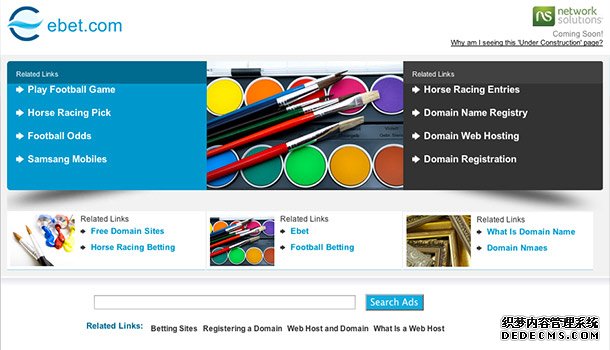 ebet.com
ns network solutions
Coming Soon!
Why am I seeing this 'Under Construction' page?
Related Links
Play Football Game
Horse Racing Pick
Football Odds
Samsung Mobiles
Related Links
Horse Racing Entries
Domain Name Registry
Domain Web Hosting
Domain Registration
Related Links
Free Domain Sites
Horse Racing Betting
Related Links
Ebet
Football Betting
Related Links
What Is Domain Name
Domain Nmaes
Search Ads
Related Links: Betting Sites Registering a Domain Web Host and Domain What Is a Web Host
织梦内容管理系统
DEDECMS.COM